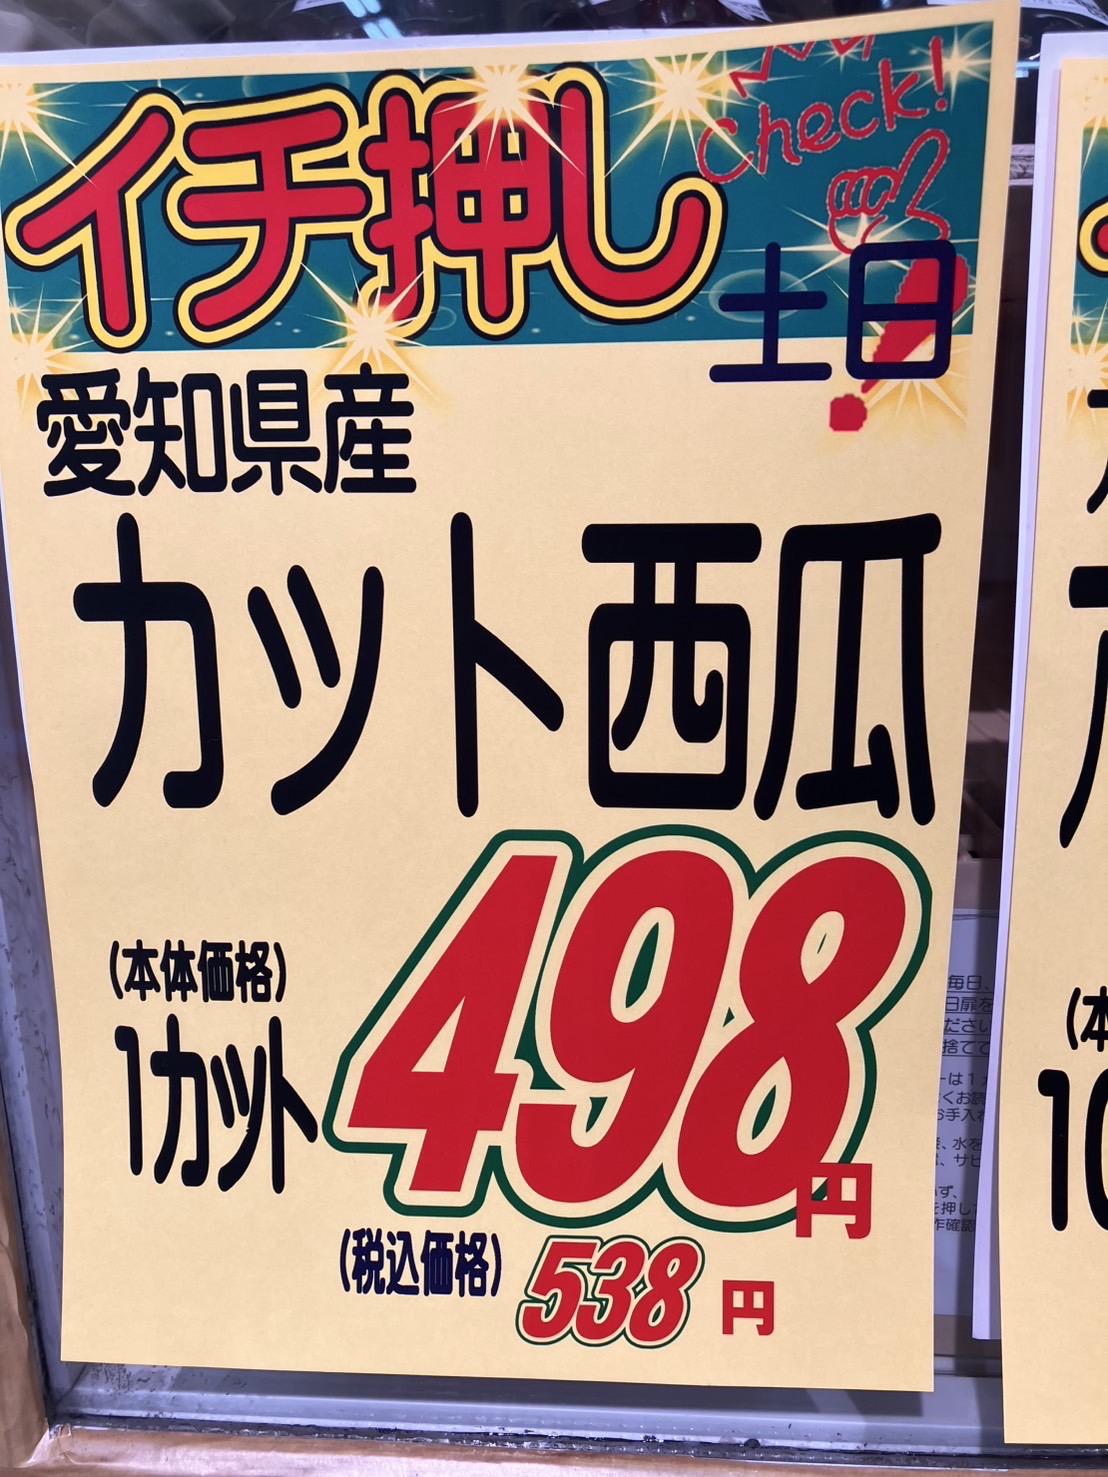 Check!
イチ押し
土日
愛知県産
カット西瓜
(本体価格)
1カット
498円
(税込価格) 538円